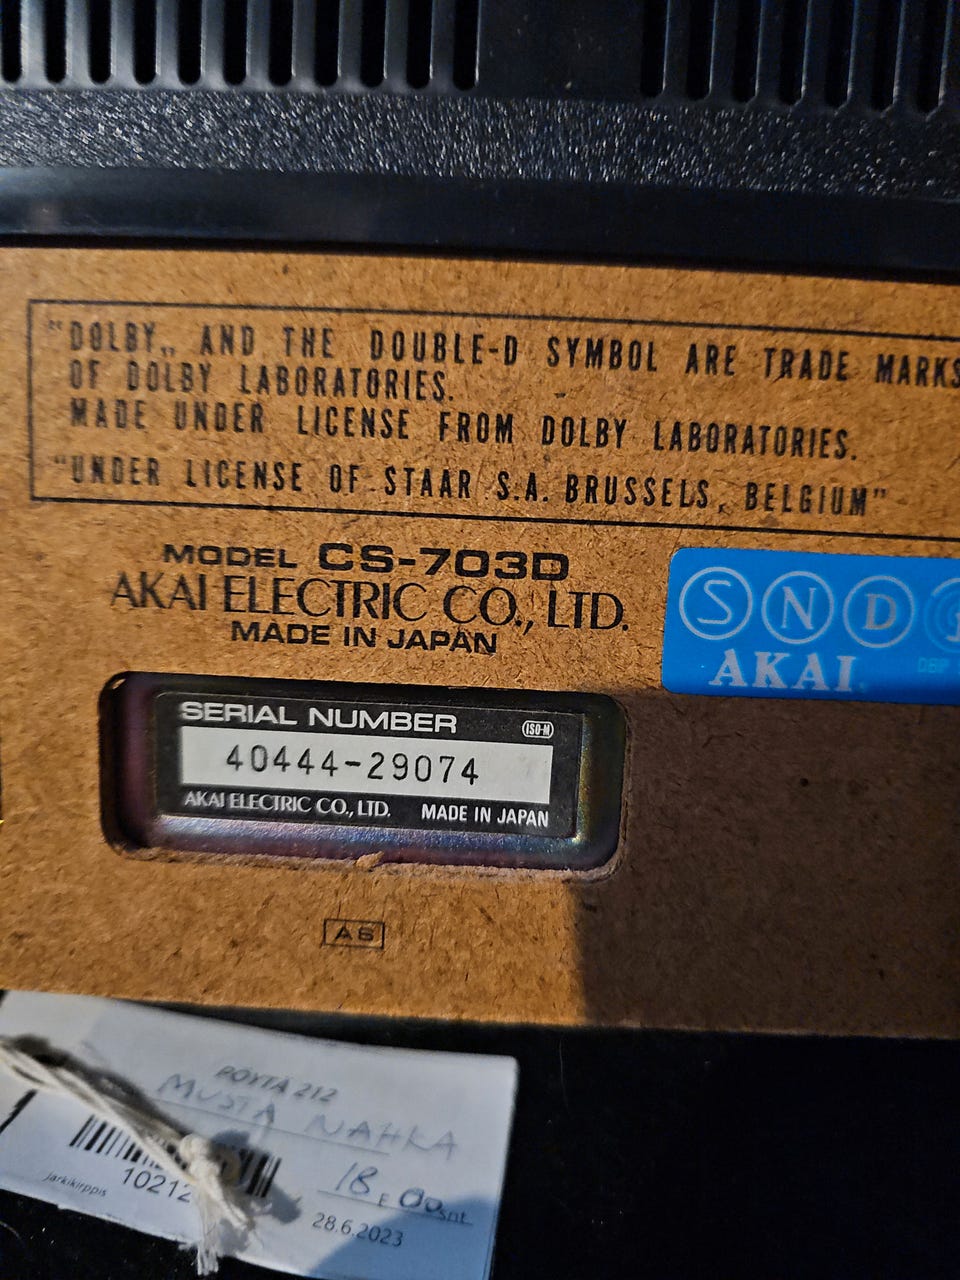 "DOLBY„ AND THE DOUBLE-D SYMBOL ARE TRADE MARKS
OF DOLBY LABORATORIES.
MADE UNDER LICENSE FROM DOLBY LABORATORIES.
"UNDER LICENSE OF STAAR S.A. BRUSSELS, BELGIUM"
MODEL CS-703D
AKAI ELECTRIC CO., LTD.
MADE IN JAPAN
S N D
AKAI
DBP
SERIAL NUMBER ISO-M
40444-29074
AKAI ELECTRIC CO., LTD. MADE IN JAPAN
A6
PÖYTÄ 212
MUSTA NAHKA
10212
18 E 00 snt
jarkikirppis
28.6.2023